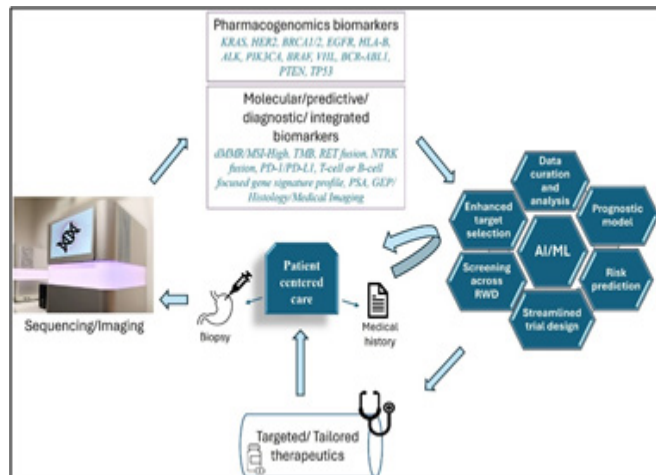 Pharmacogenomics biomarkers
KRAS, HER2, BRCA1/2, EGFR, HLA-B,
ALK, PIK3CA, BRAF, VHL, BCR-ABL1,
PTEN, TP53
Molecular/predictive/
diagnostic/ integrated
biomarkers
dMMR/MSI-High, TMB, RET fusion, NTRK
fusion, PD-1/PD-L1, T-cell or B-cell
focused gene signature profile, PSA, GEP/
Histology/Medical Imaging
Data
curation and
analysis
Enhanced
target
selection
Prognostic
model
AI/ML
Screening
across
RWD
Risk
prediction
Streamlined
trial design
Patient
centered
care
Sequencing/Imaging
Biopsy
Medical
history
Targeted/ Tailored
therapeutics